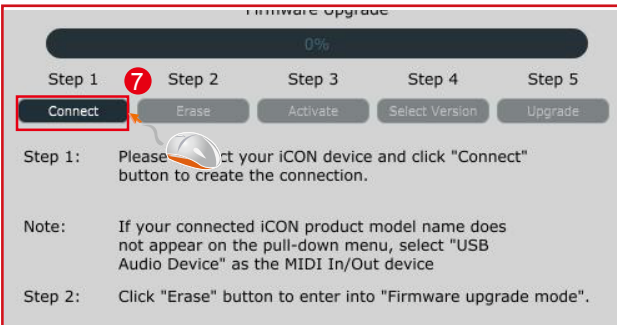 Firmware Upgrade
0%
Step 1 Step 2 Step 3 Step 4 Step 5
7
Connect Erase Activate Select Version Upgrade
Step 1: Please ct your iCON device and click "Connect"
button to create the connection.
Note: If your connected iCON product model name does
not appear on the pull-down menu, select "USB
Audio Device" as the MIDI In/Out device
Step 2: Click "Erase" button to enter into "Firmware upgrade mode".